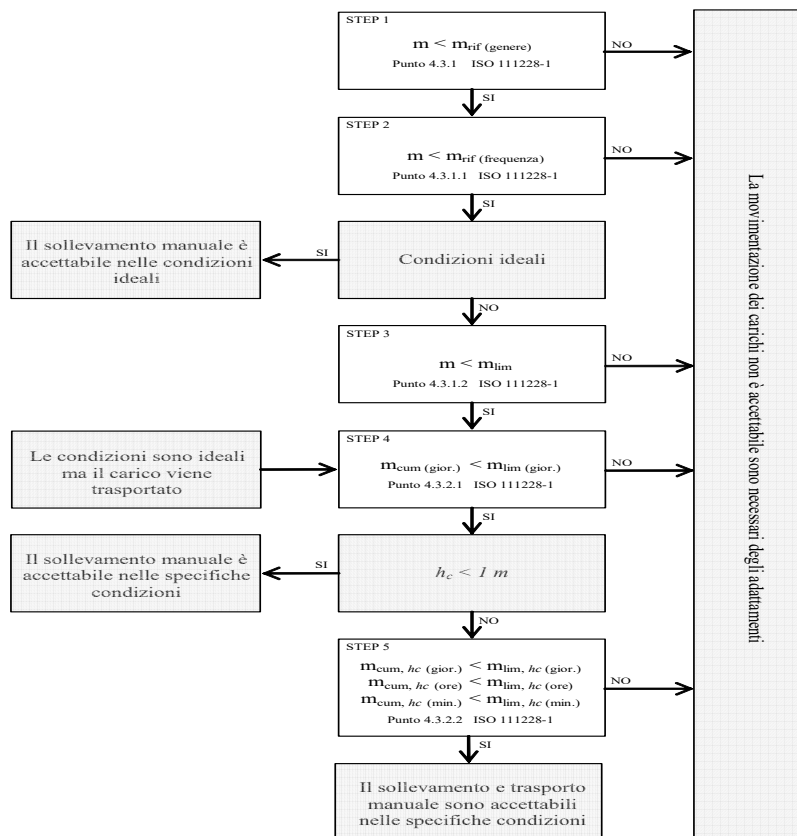 STEP 1
m < mrif (genere)
Punto 4.3.1 ISO 111228-1
NO
SI
STEP 2
m < mrif (frequenza)
Punto 4.3.1.1 ISO 111228-1
NO
SI
Il sollevamento manuale è
accettabile nelle condizioni
ideali
SI
Condizioni ideali
NO
STEP 3
m < mlim
Punto 4.3.1.2 ISO 111228-1
NO
SI
Le condizioni sono ideali
ma il carico viene
trasportato
STEP 4
mcum (gior.) < mlim (gior.)
Punto 4.3.2.1 ISO 111228-1
NO
SI
Il sollevamento manuale è
accettabile nelle specifiche
condizioni
SI
hc < 1 m
NO
STEP 5
mcum, hc (gior.) < mlim, hc (gior.)
mcum, hc (ore) < mlim, hc (ore)
mcum, hc (min.) < mlim, hc (min.)
Punto 4.3.2.2 ISO 111228-1
NO
SI
Il sollevamento e trasporto
manuale sono accettabili
nelle specifiche condizioni
La movimentazione dei carichi non è accettabile sono necessari degli adattamenti